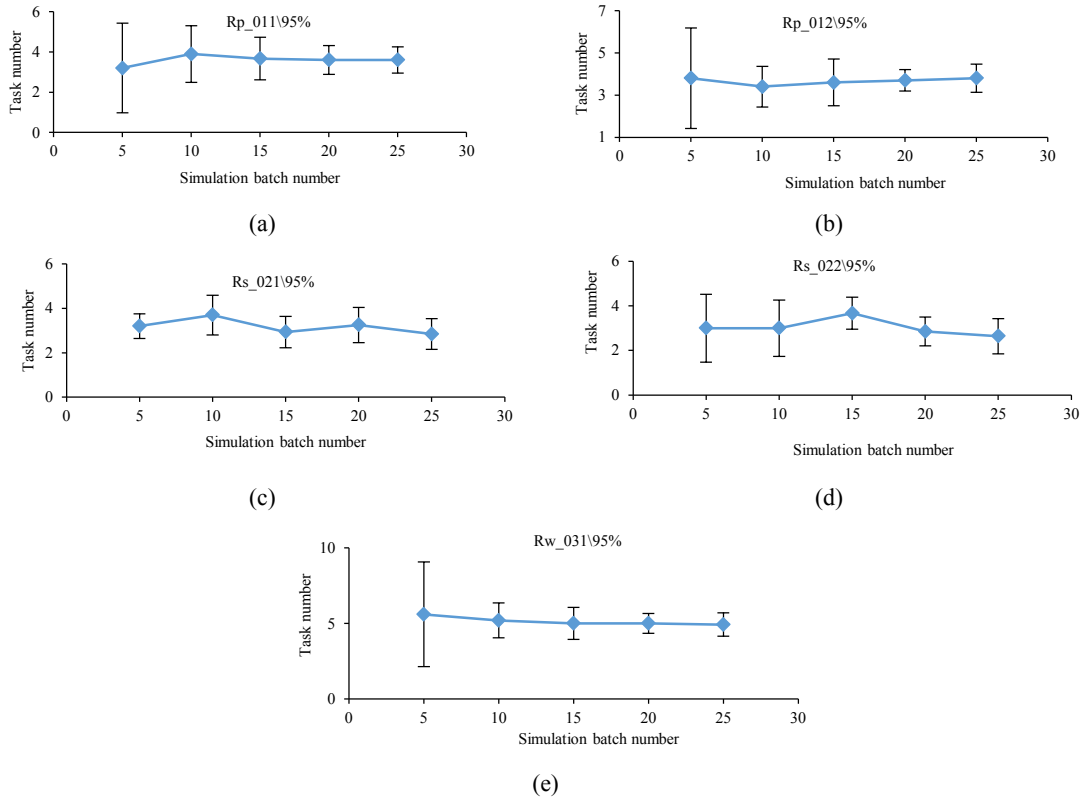 Rp_011\95%
6
4
2
0
Task number
0 5 10 15 20 25 30
Simulation batch number
(a)
Rp_012\95%
7
5
3
1
Task number
0 5 10 15 20 25 30
Simulation batch number
(b)
Rs_021\95%
6
4
2
0
Task number
0 5 10 15 20 25 30
Simulation batch number
(c)
Rs_022\95%
6
4
2
0
Task number
0 5 10 15 20 25 30
Simulation batch number
(d)
Rw_031\95%
10
5
0
Task number
0 5 10 15 20 25 30
Simulation batch number
(e)